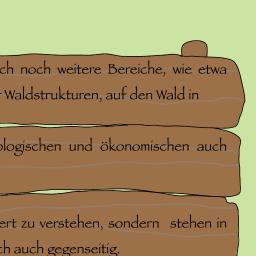 ch noch weitere Bereiche, wie etwa
Waldstrukturen, auf den Wald in
ologischen und ökonomischen auch
ert zu verstehen, sondern stehen in
ch auch gegenseitig.